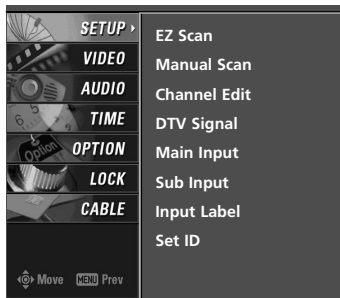 SETUP
VIDEO
AUDIO
TIME
OPTION
LOCK
CABLE
Move MENU Prev
EZ Scan
Manual Scan
Channel Edit
DTV Signal
Main Input
Sub Input
Input Label
Set ID